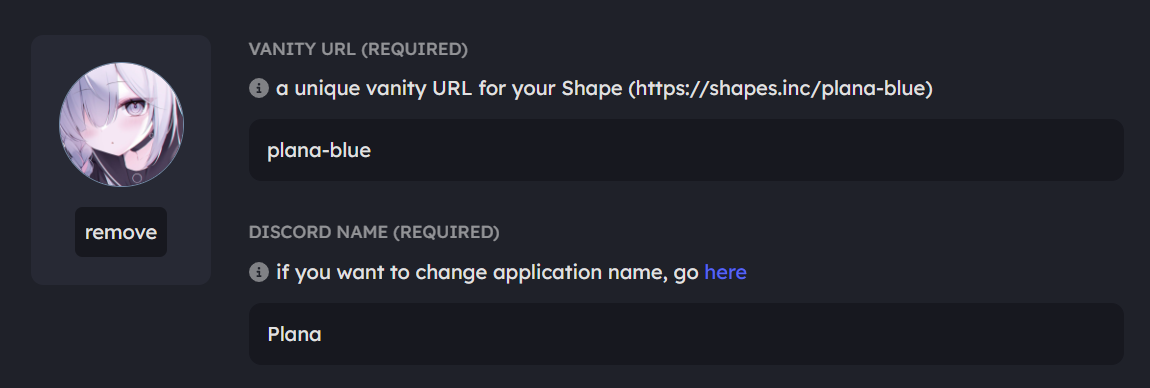 VANITY URL (REQUIRED)
a unique vanity URL for your Shape (https://shapes.inc/plana-blue)
plana-blue
remove
DISCORD NAME (REQUIRED)
if you want to change application name, go here
Plana